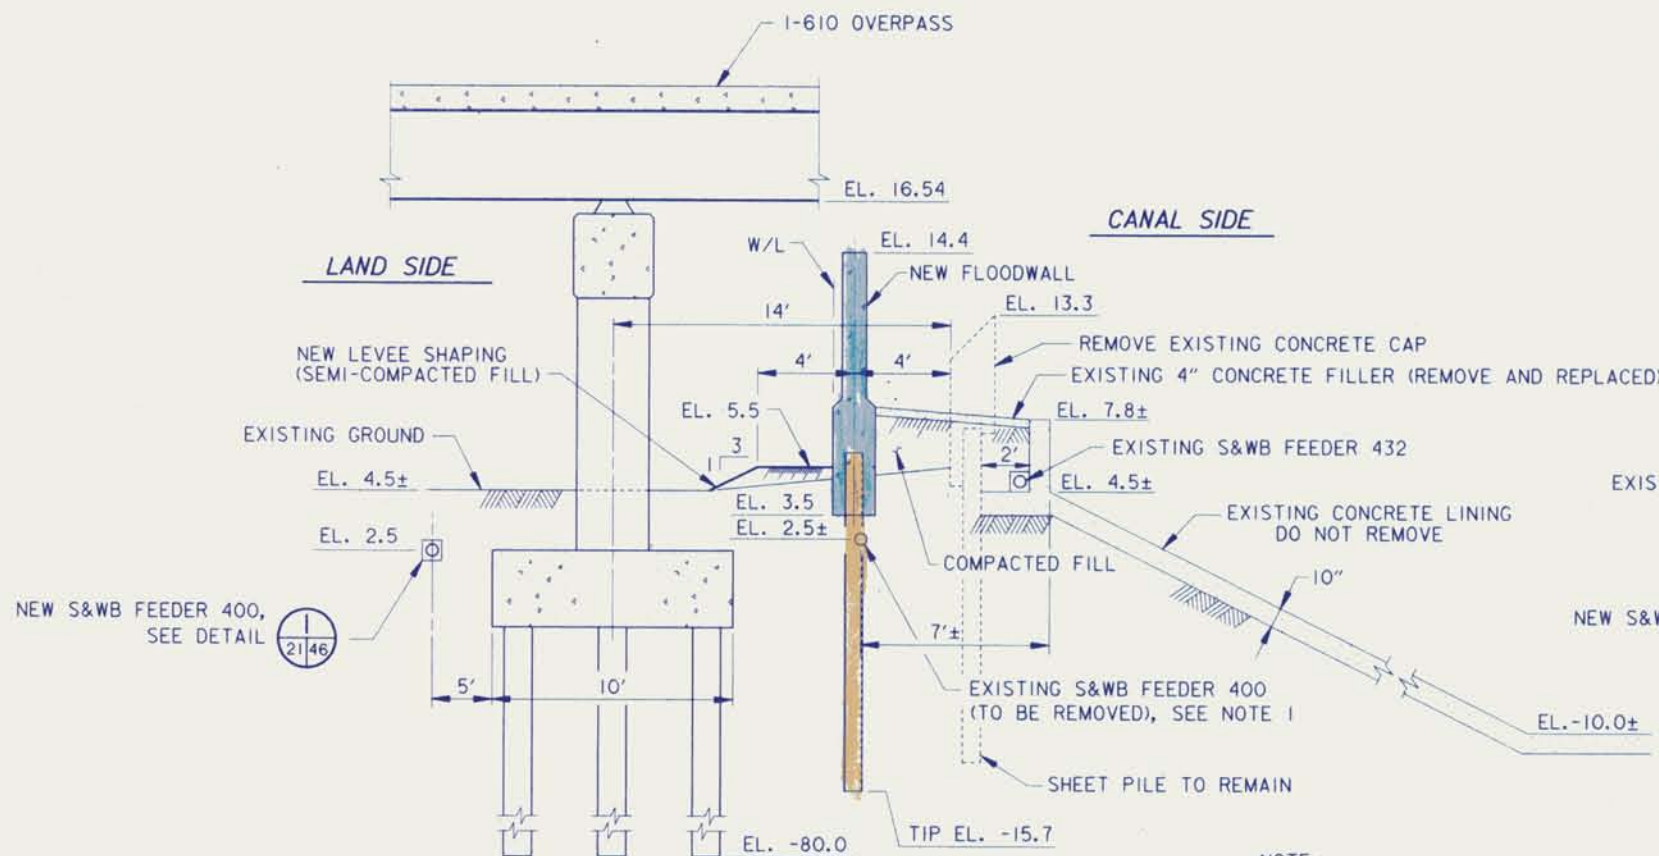 I-610 OVERPASS
EL. 16.54
CANAL SIDE
LAND SIDE
W/L
EL. 14.4
NEW FLOODWALL
EL. 13.3
14'
REMOVE EXISTING CONCRETE CAP
NEW LEVEE SHAPING
(SEMI-COMPACTED FILL)
4'
4'
EXISTING 4" CONCRETE FILLER (REMOVE AND REPLACED)
EL. 5.5
EL. 7.8±
EXISTING GROUND
3
1
EXISTING S&WB FEEDER 432
2'
EL. 4.5±
EL. 4.5±
EXIS
EL. 3.5
EL. 2.5±
EXISTING CONCRETE LINING
DO NOT REMOVE
EL. 2.5
COMPACTED FILL
10"
NEW S&WB FEEDER 400,
SEE DETAIL
1
21 46
NEW S&W
7'±
5'
10'
EXISTING S&WB FEEDER 400
(TO BE REMOVED), SEE NOTE 1
EL.-10.0±
SHEET PILE TO REMAIN
TIP EL. -15.7
EL. -80.0
NOTE